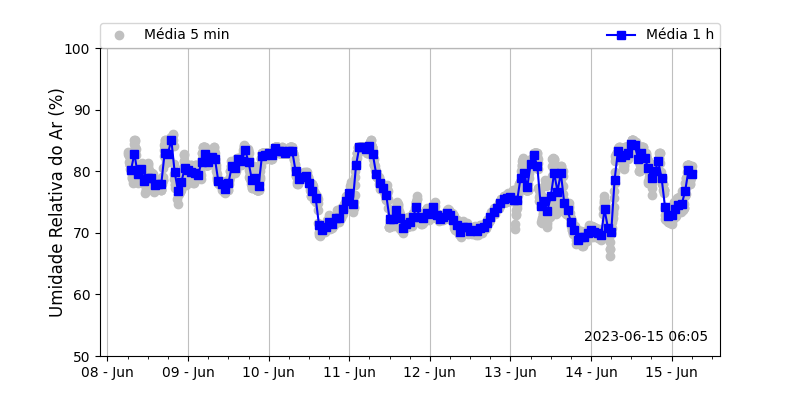 Média 5 min
Média 1 h
Umidade Relativa do Ar (%)
100
90
80
70
60
50
2023-06-15 06:05
08 - Jun
09 - Jun
10 - Jun
11 - Jun
12 - Jun
13 - Jun
14 - Jun
15 - Jun